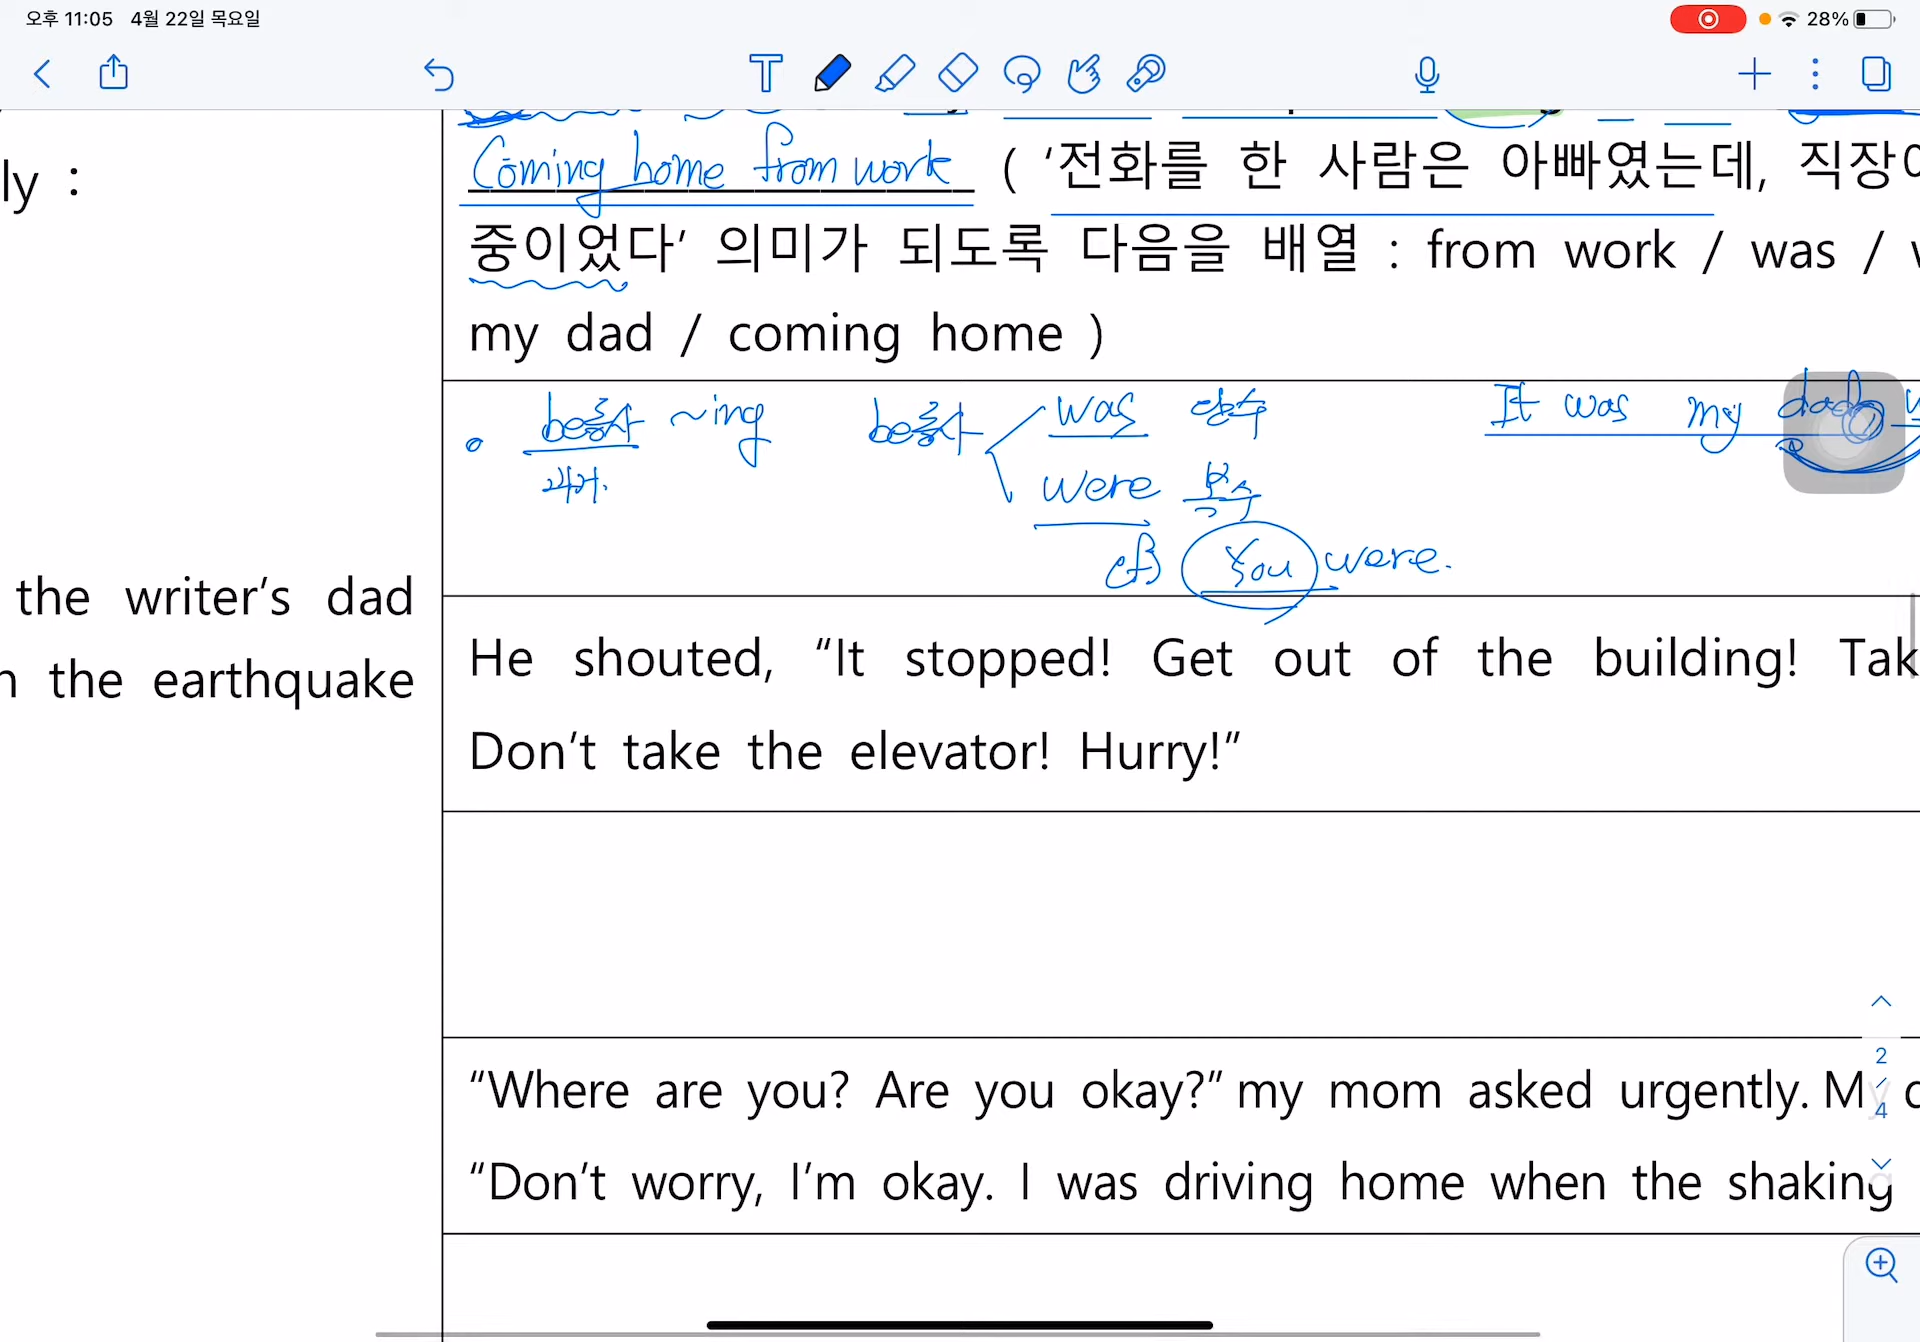 오후 11:05 4월 22일 목요일
28%
ly :
Coming home from work ( ‘전화를 한 사람은 아빠였는데, 직장
중이었다’ 의미가 되도록 다음을 배열 : from work / was /
my dad / coming home )
be동사 ~ing be동사 was 단수 It was my dad
과거. were 복수
cf) You were.
the writer’s dad
the earthquake
He shouted, “It stopped! Get out of the building! Tak
Don’t take the elevator! Hurry!”
“Where are you? Are you okay?” my mom asked urgently. My
“Don’t worry, I’m okay. I was driving home when the shaking
2
4